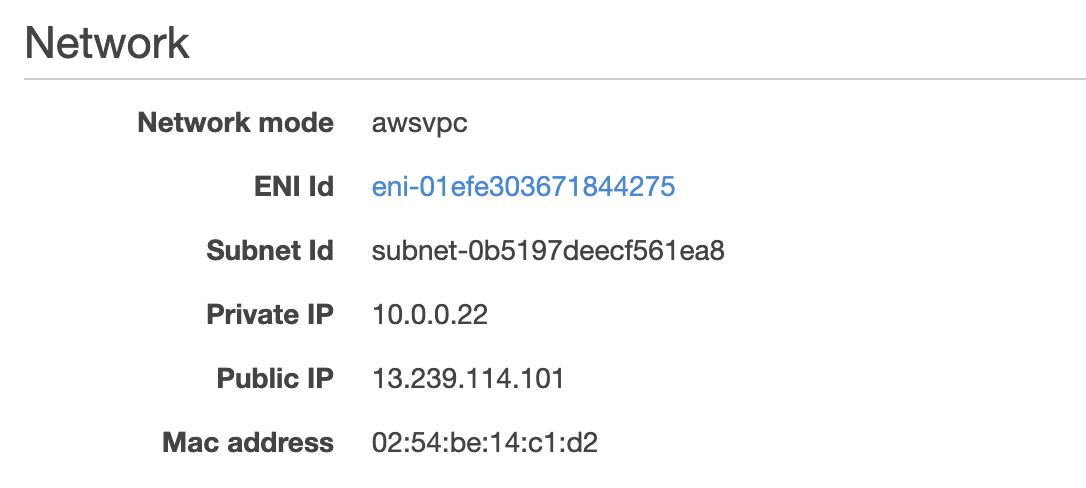 Network
Network mode awsvpc
ENI Id eni-01efe303671844275
Subnet Id subnet-0b5197deecf561ea8
Private IP 10.0.0.22
Public IP 13.239.114.101
Mac address 02:54:be:14:c1:d2